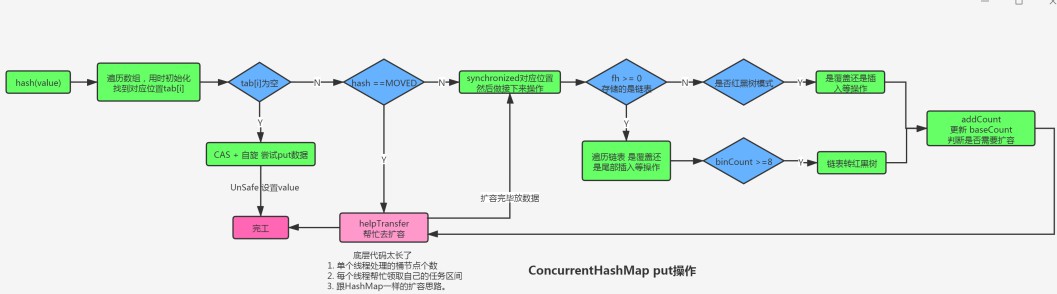 hash(value)
遍历数组，用时初始化
找到对应位置tab[i]
tab[i]为空
N
hash ==MOVED
N
synchronized对应位置
然后做接下来操作
fh >= 0
存储的是链表
N
是否红黑树模式
Y
是覆盖还是插
入等操作
addCount
更新 baseCount
判断是否需要扩容
Y
CAS + 自旋 尝试put数据
Y
Y
遍历链表 是覆盖还
是尾部插入等操作
binCount >=8
Y
链表转红黑树
UnSafe 设置value
扩容完毕放数据
完工
helpTransfer
帮忙去扩容
底层代码太长了
1. 单个线程处理的桶节点个数
2. 每个线程帮忙领取自己的任务区间
3. 跟HashMap一样的扩容思路。
ConcurrentHashMap put操作